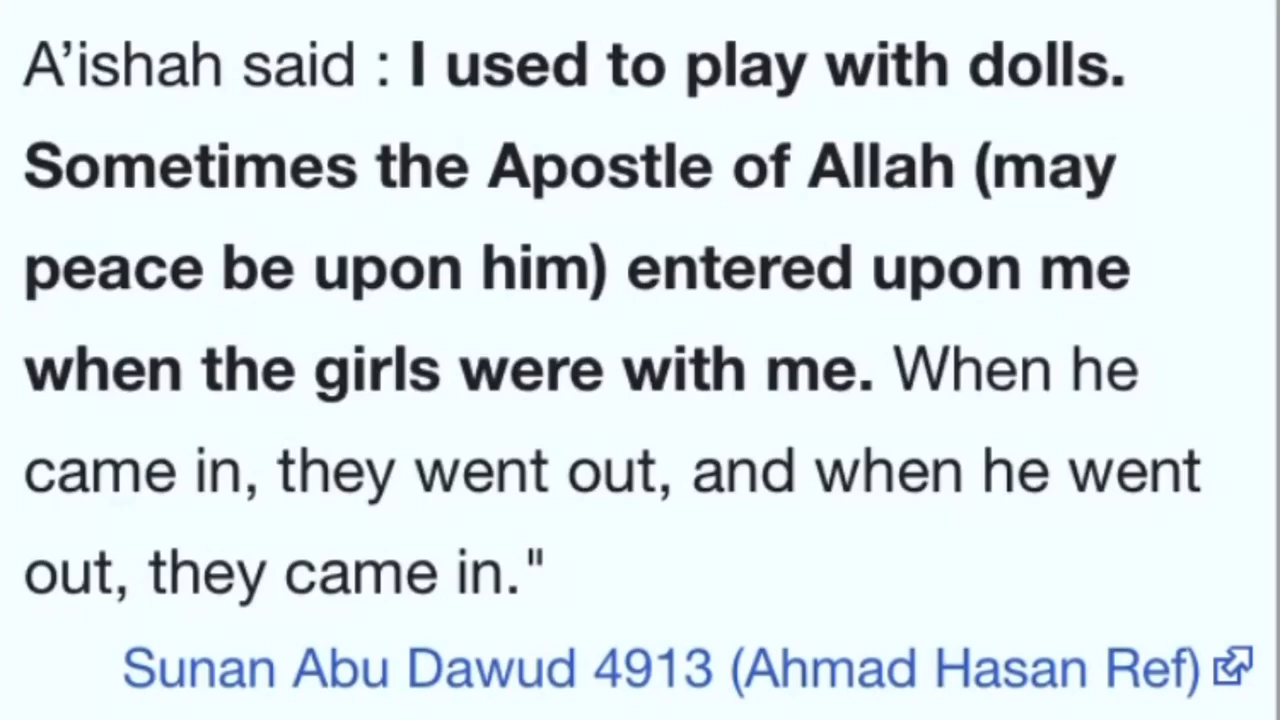 A’ishah said : I used to play with dolls.
Sometimes the Apostle of Allah (may
peace be upon him) entered upon me
when the girls were with me. When he
came in, they went out, and when he went
out, they came in."
Sunan Abu Dawud 4913 (Ahmad Hasan Ref)